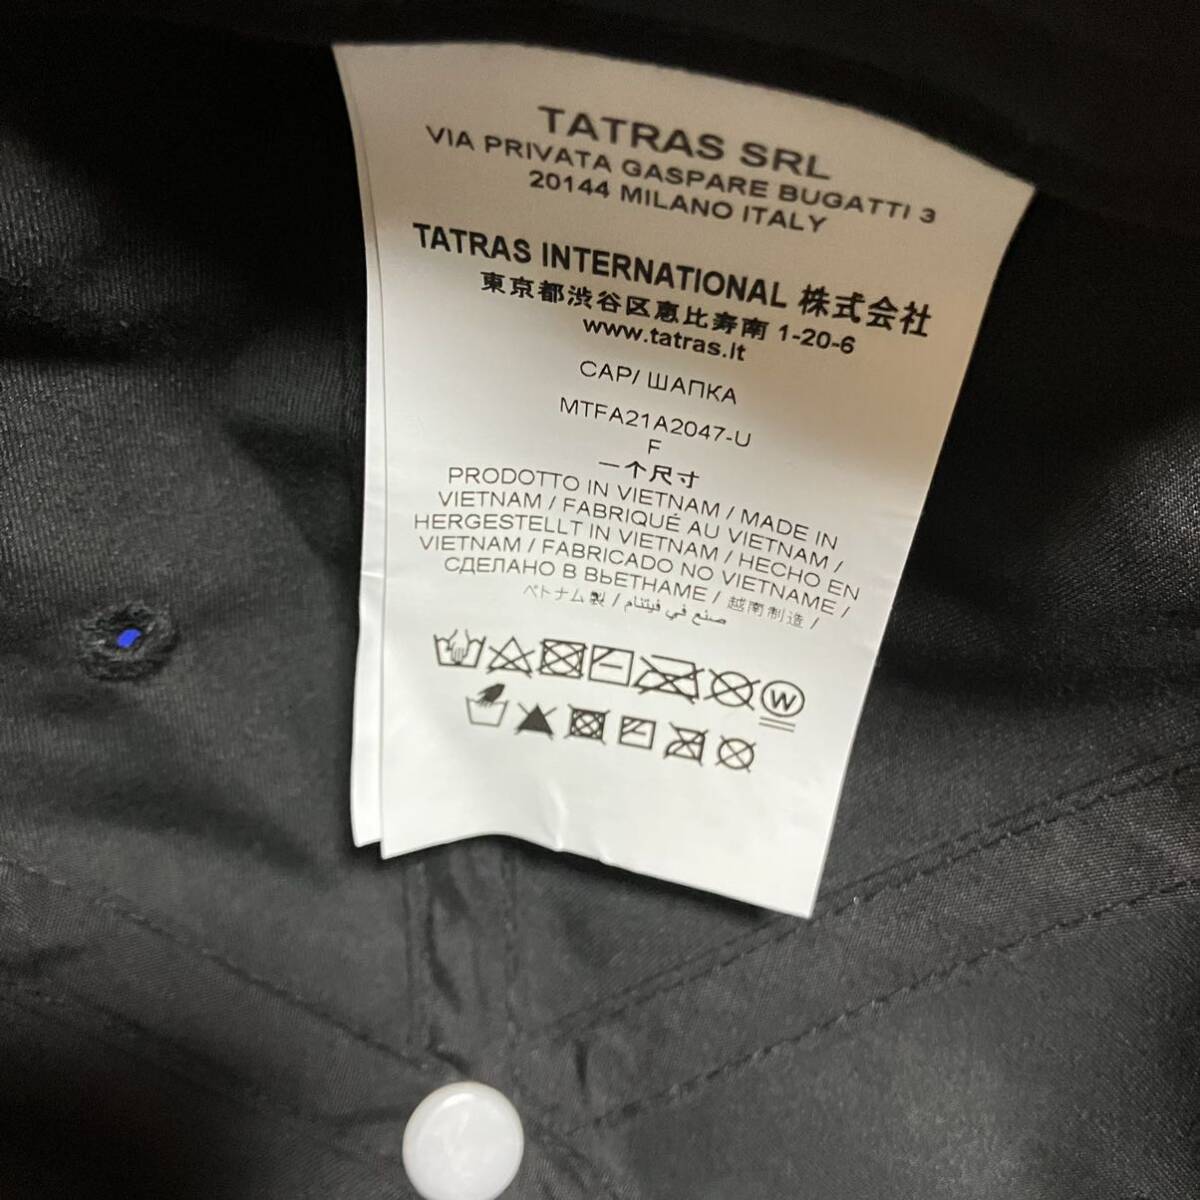 TATRAS SRL
VIA PRIVATA GASPARE BUGATTI 3
20144 MILANO ITALY
TATRAS INTERNATIONAL 株式会社
東京都渋谷区恵比寿南 1-20-6
www.tatras.it
CAP/ ШАПКА
MTFA21A2047-U
F
一个尺寸
PRODOTTO IN VIETNAM / MADE IN
VIETNAM / FABRIQUÉ AU VIETNAM /
HERGESTELLT IN VIETNAM / HECHO EN
VIETNAM / FABRICADO NO VIETNAME /
СДЕЛАНО В ВЬЕТНАМЕ / 越南制造 /
ベトナム製 / صنع في فيتنام
W